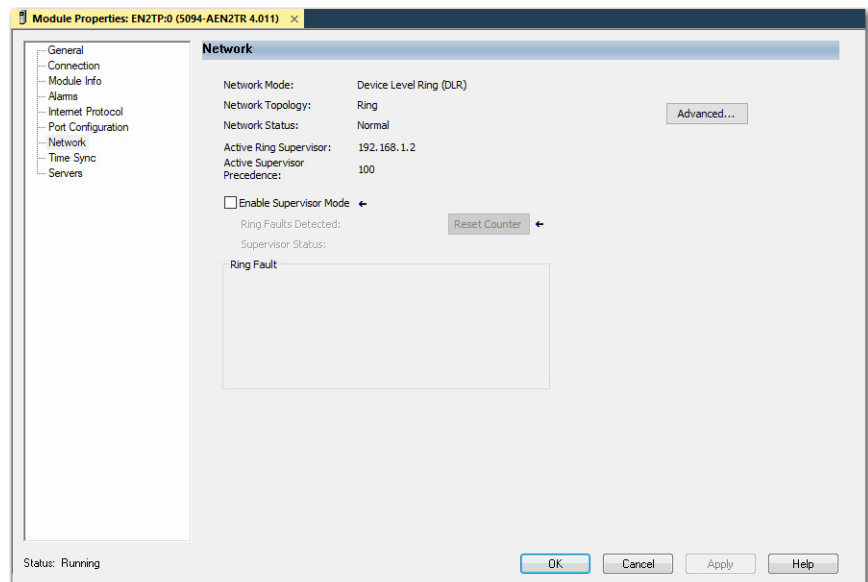 Module Properties: EN2TP:0 (5094-AEN2TR 4.011) ×
General
Connection
Module Info
Alarms
Internet Protocol
Port Configuration
Network
Time Sync
Servers
Network
Network Mode: Device Level Ring (DLR)
Network Topology: Ring
Advanced...
Network Status: Normal
Active Ring Supervisor: 192.168.1.2
Active Supervisor
Precedence: 100
Enable Supervisor Mode ←
Ring Faults Detected: Reset Counter ←
Supervisor Status:
Ring Fault
Status: Running
OK Cancel Apply Help